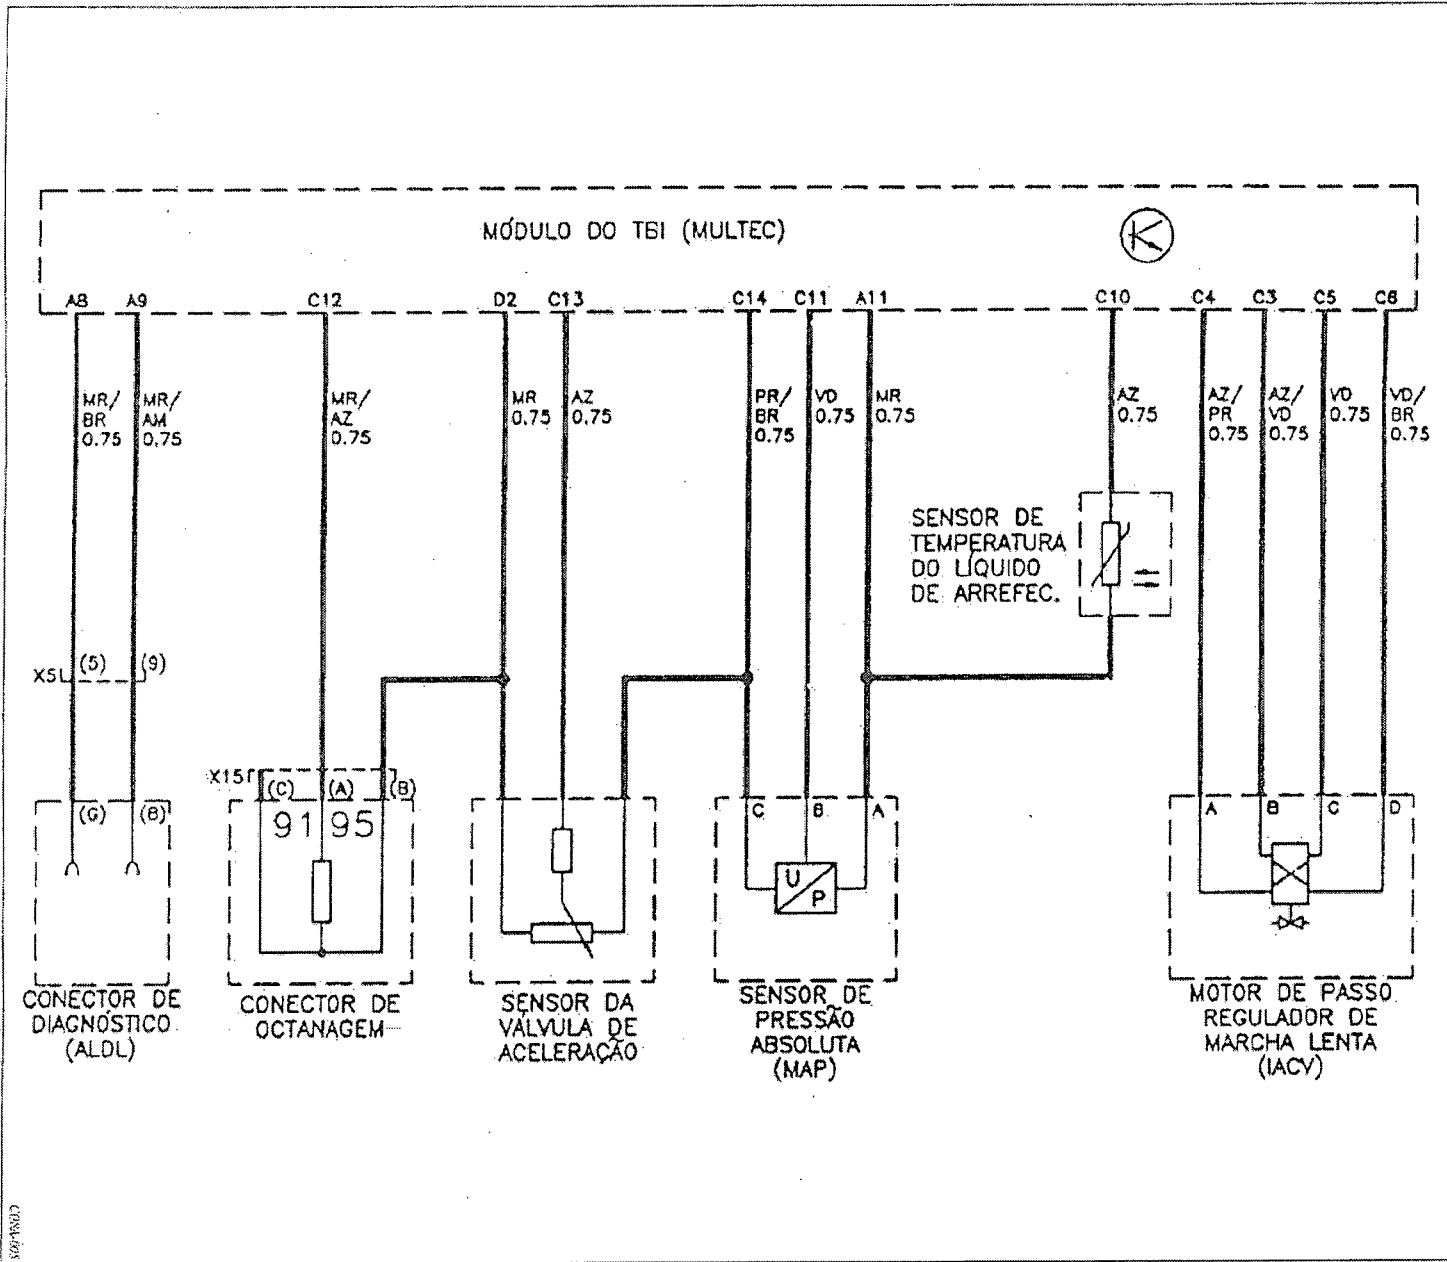 MÓDULO DO TBI (MULTEC)
A8 A9 C12 D2 C13 C14 C11 A11 C10 C4 C3 C5 C6
MR/
BR
0.75
MR/
AM
0.75
MR/
AZ
0.75
MR
0.75
AZ
0.75
PR/
BR
0.75
VD
0.75
MR
0.75
AZ
0.75
AZ/
PR
0.75
AZ/
VD
0.75
VD
0.75
VD/
BR
0.75
SENSOR DE
TEMPERATURA
DO LÍQUIDO
DE ARREFEC.
X5 (5) (9)
X15 (C) (A) (B)
(G) (B)
91 95
C B A
U
P
A B C D
CONECTOR DE
DIAGNÓSTICO
(ALDL)
CONECTOR DE
OCTANAGEM
SENSOR DA
VÁLVULA DE
ACELERAÇÃO
SENSOR DE
PRESSÃO
ABSOLUTA
(MAP)
MOTOR DE PASSO
REGULADOR DE
MARCHA LENTA
(IACV)